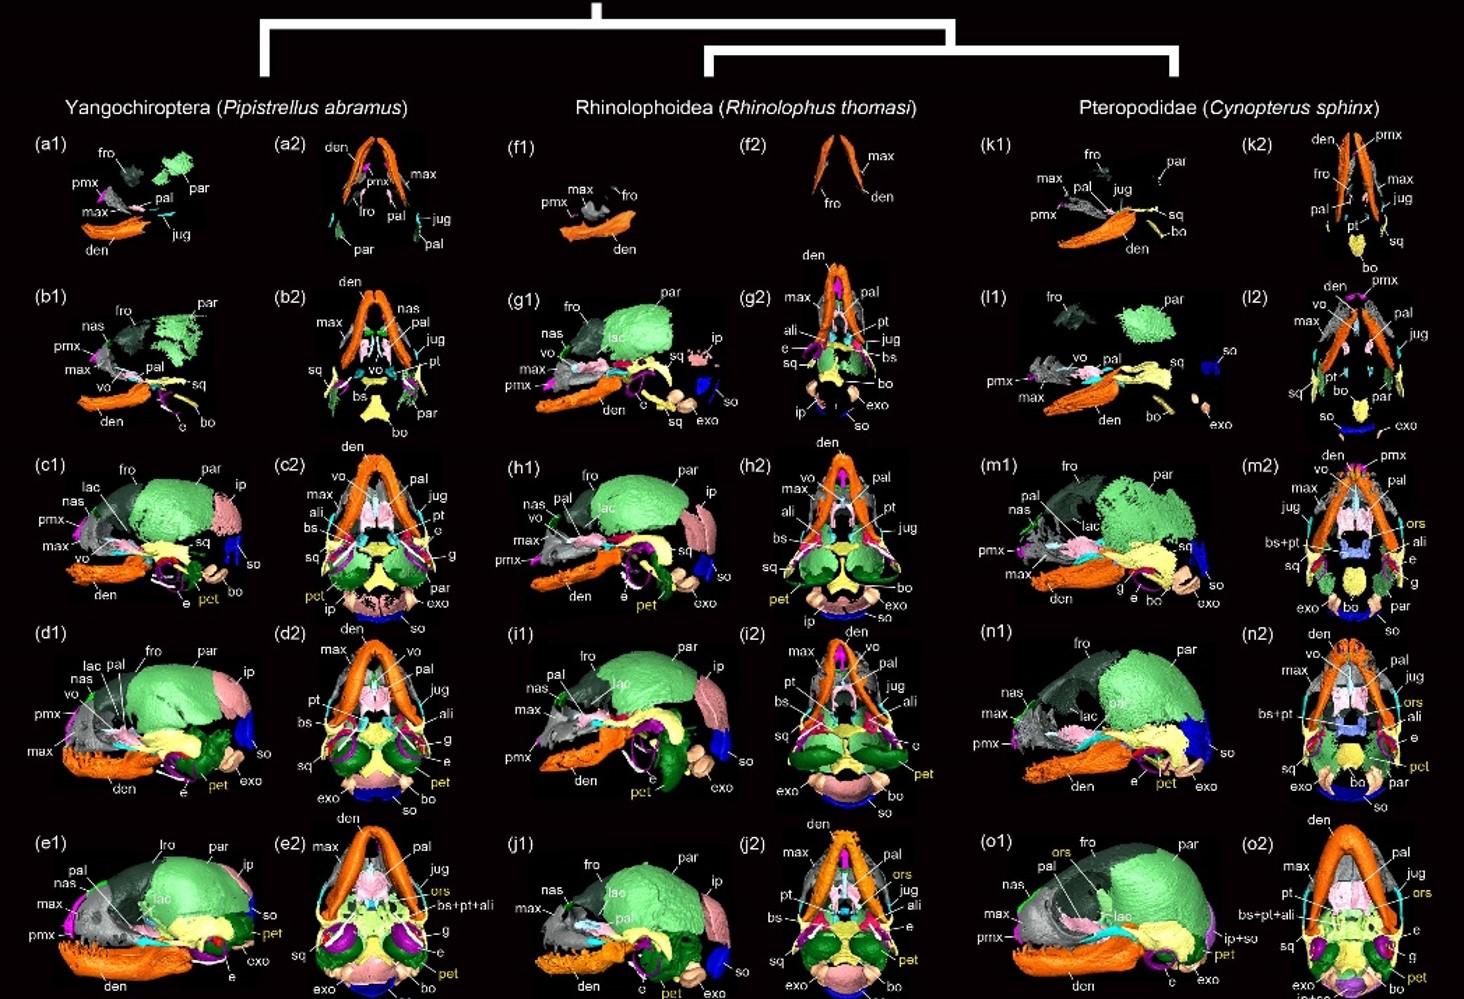 Yangochiroptera (Pipistrellus abramus)
Rhinolophoidea (Rhinolophus thomasi)
Pteropodidae (Cynopterus sphinx)
(a1)
fro
pmx
par
pal
max
jug
den
(a2)
den
pmx
max
fro
pal
jug
par
pal
(f1)
max
fro
pmx
den
(f2)
max
den
fro
(k1)
fro
par
max
pal
jug
pmx
sq
bo
den
(k2)
den
pmx
fro
max
pal
jug
pt
sq
bo
(b1)
par
fro
nas
pmx
max
pal
vo
sq
den
e
bo
(b2)
den
nas
max
pal
pt
sq
vo
bs
par
bo
(g1)
par
fro
nas
lac
ip
vo
sq
max
pmx
den
e
so
sq
exo
(g2)
den
max
pal
ali
pt
e
jug
sq
bs
bo
ip
exo
so
(l1)
fro
par
vo
pal
sq
so
pmx
max
den
bo
exo
(l2)
den
pmx
vo
max
pal
jug
sq
pt
bo
par
so
exo
(c1)
fro
par
lac
ip
nas
pmx
max
sq
vo
so
den
e
pet
bo
(c2)
den
max
pal
ali
jug
bs
pt
e
sq
g
pet
par
ip
exo
so
(h1)
fro
par
pal
nas
lac
ip
vo
max
sq
pmx
so
den
e
pet
exo
(h2)
den
vo
pal
max
pt
bs
jug
sq
pet
bo
ip
exo
so
(m1)
fro
par
pal
nas
lac
pmx
sq
max
so
den
g
e
bo
exo
(m2)
den
pmx
vo
max
pal
jug
ors
bs+pt
ali
sq
e
g
exo
bo
par
so
(d1)
fro
par
lac
pal
ip
vo
nas
pmx
max
so
den
e
pet
exo
(d2)
den
max
vo
pal
pt
jug
bs
ali
g
sq
e
pet
exo
bo
so
(i1)
fro
par
pal
ip
nas
lac
max
pmx
so
den
e
pet
exo
(i2)
den
max
pal
pt
jug
bs
ali
sq
e
pet
exo
bo
so
(n1)
fro
par
nas
max
lac
pmx
so
den
e
pet
exo
(n2)
den
vo
max
pal
jug
ors
bs+pt
ali
e
sq
pet
exo
bo
par
so
(e1)
fro
par
ip
pal
nas
lac
max
so
pmx
pet
exo
e
den
(e2)
den
max
pal
jug
ors
bs+pt+ali
g
sq
e
pet
exo
bo
(j1)
fro
par
ip
nas
lac
max
pal
pmx
so
den
e
pet
exo
(j2)
den
max
pal
ors
pt
jug
ali
bs
e
sq
pet
exo
bo
(o1)
ors
fro
par
pal
nas
lac
max
pmx
ip+so
pet
den
e
exo
(o2)
den
max
pal
pt
ors
bs+pt+ali
e
sq
g
pet
exo
bo
ip+so